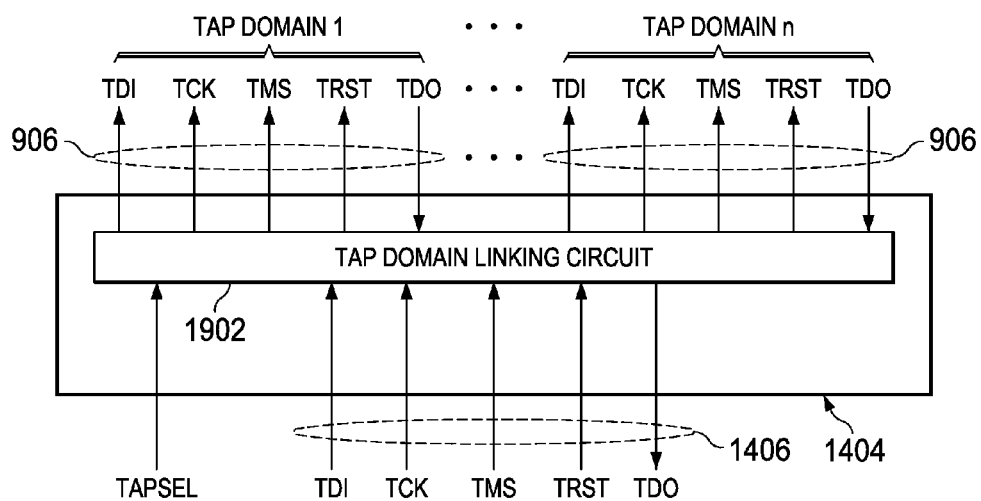 TAP DOMAIN 1 • • • TAP DOMAIN n
TDI TCK TMS TRST TDO • • • TDI TCK TMS TRST TDO
906 • • • 906
TAP DOMAIN LINKING CIRCUIT
1902
1406 1404
TAPSEL TDI TCK TMS TRST TDO